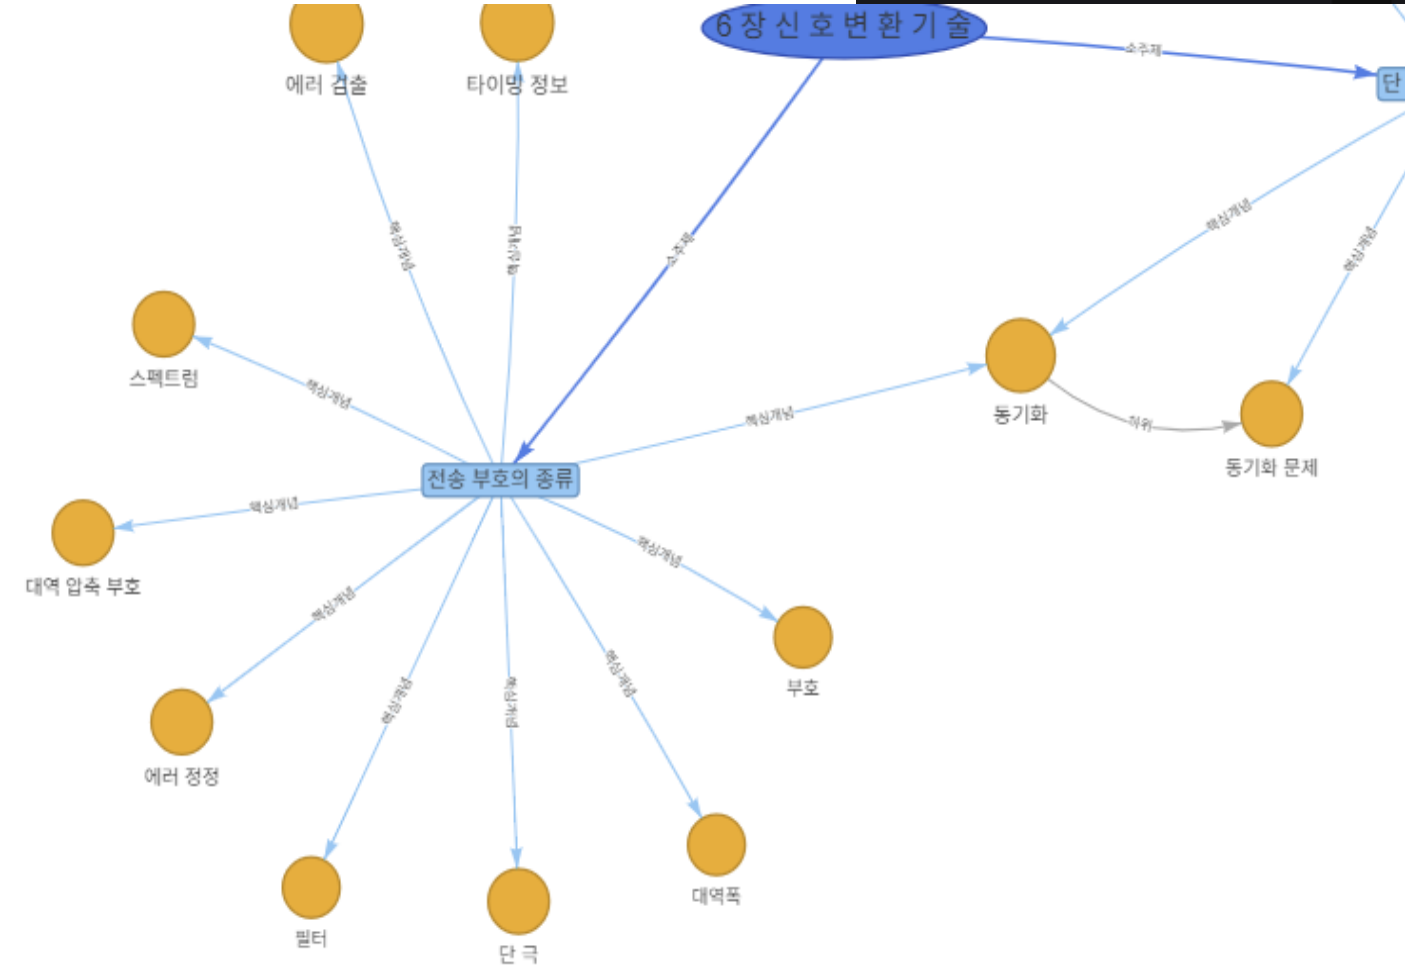 6 장 신 호 변 환 기 술
소주제
단
에러 검출
타이밍 정보
핵심개념
핵심개념
소주제
핵심개념
핵심개념
스펙트럼
핵심개념
동기화
핵심개념
하위
동기화 문제
전송 부호의 종류
핵심개념
대역 압축 부호
핵심개념
핵심개념
부호
에러 정정
핵심개념
핵심개념
핵심개념
대역폭
필터
단 극